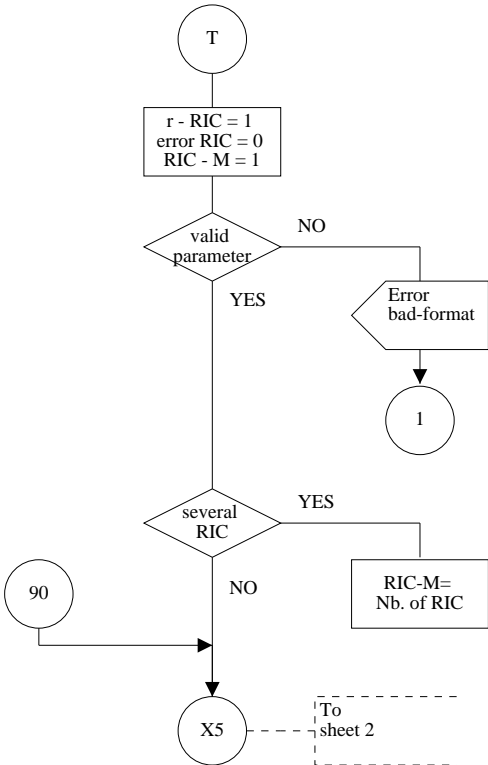 T
r - RIC = 1
error RIC = 0
RIC - M = 1
valid
parameter
NO
YES
Error
bad-format
1
several
RIC
YES
NO
RIC-M=
Nb. of RIC
90
X5
To
sheet 2